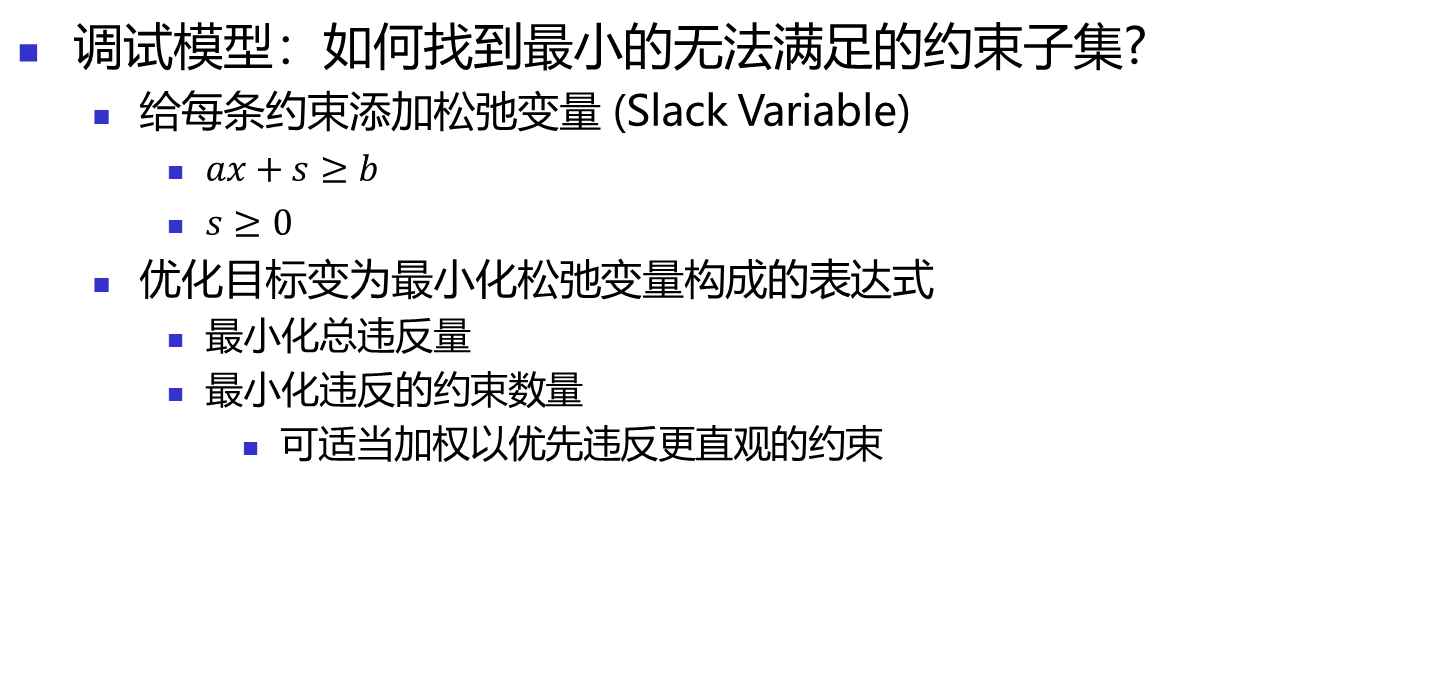 调试模型：如何找到最小的无法满足的约束子集?
给每条约束添加松弛变量 (Slack Variable)
ax + s ≥ b
s ≥ 0
优化目标变为最小化松弛变量构成的表达式
最小化总违反量
最小化违反的约束数量
可适当加权以优先违反更直观的约束